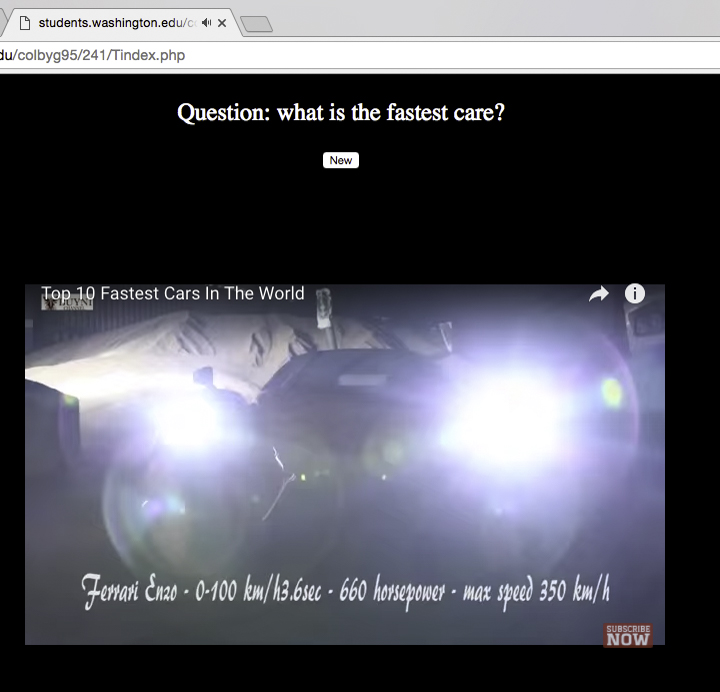 students.washington.edu/c
du/colbyg95/241/Tindex.php
Question: what is the fastest care?
New
Top 10 Fastest Cars In The World
Ferrari Enzo - 0-100 km/h3.6sec - 660 horsepower - max speed 350 km/h
SUBSCRIBE
NOW